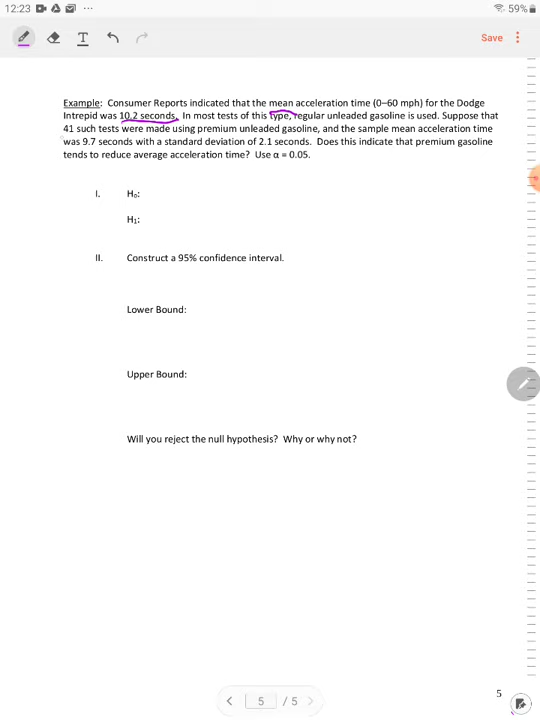 12:23 ... 59%
T Save
Example: Consumer Reports indicated that the mean acceleration time (0–60 mph) for the Dodge
Intrepid was 10.2 seconds. In most tests of this type, regular unleaded gasoline is used. Suppose that
41 such tests were made using premium unleaded gasoline, and the sample mean acceleration time
was 9.7 seconds with a standard deviation of 2.1 seconds. Does this indicate that premium gasoline
tends to reduce average acceleration time? Use α = 0.05.
I. H₀:
H₁:
II. Construct a 95% confidence interval.
Lower Bound:
Upper Bound:
Will you reject the null hypothesis? Why or why not?
5
5 / 5